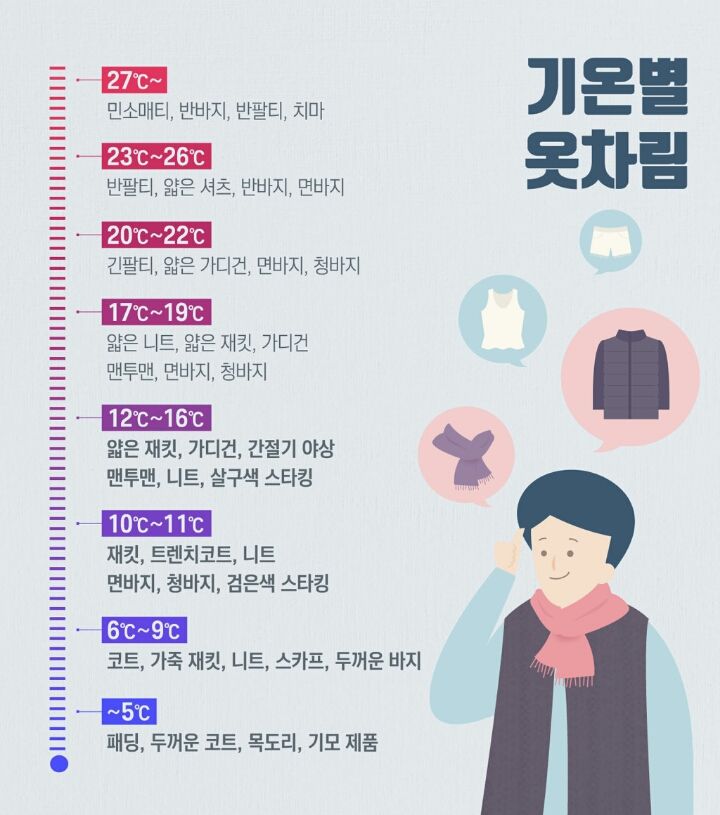 기온별
옷차림
27℃~
민소매티, 반바지, 반팔티, 치마
23℃~26℃
반팔티, 얇은 셔츠, 반바지, 면바지
20℃~22℃
긴팔티, 얇은 가디건, 면바지, 청바지
17℃~19℃
얇은 니트, 얇은 재킷, 가디건
맨투맨, 면바지, 청바지
12℃~16℃
얇은 재킷, 가디건, 간절기 야상
맨투맨, 니트, 살구색 스타킹
10℃~11℃
재킷, 트렌치코트, 니트
면바지, 청바지, 검은색 스타킹
6℃~9℃
코트, 가죽 재킷, 니트, 스카프, 두꺼운 바지
~5℃
패딩, 두꺼운 코트, 목도리, 기모 제품